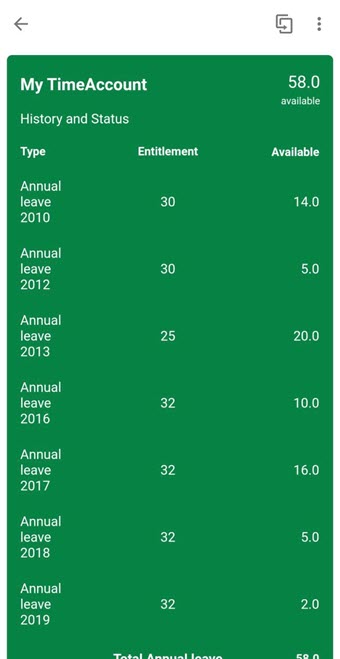 My TimeAccount 58.0
available
History and Status
Type Entitlement Available
Annual
leave 30 14.0
2010
Annual
leave 30 5.0
2012
Annual
leave 25 20.0
2013
Annual
leave 32 10.0
2016
Annual
leave 32 16.0
2017
Annual
leave 32 5.0
2018
Annual
leave 32 2.0
2019
Total Annual leave 58.0